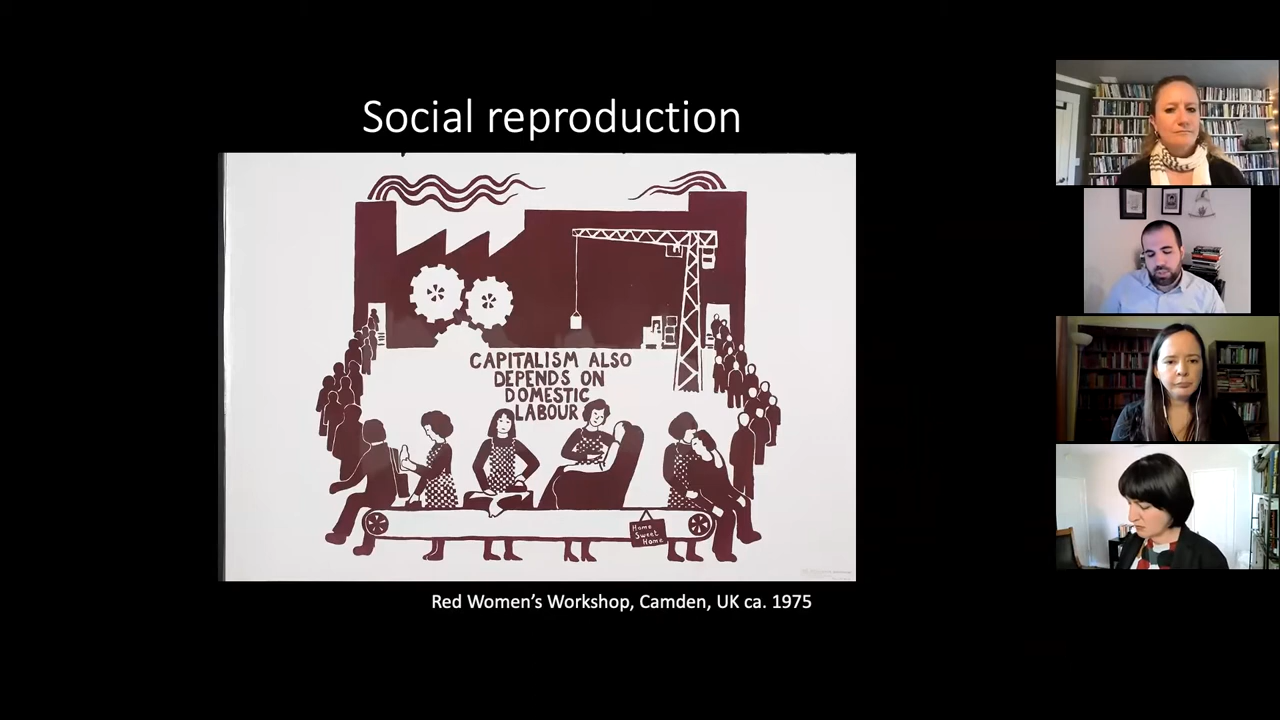 Social reproduction
CAPITALISM ALSO
DEPENDS ON
DOMESTIC
LABOUR
Home
Sweet
Home
Red Women's Workshop, Camden, UK ca. 1975